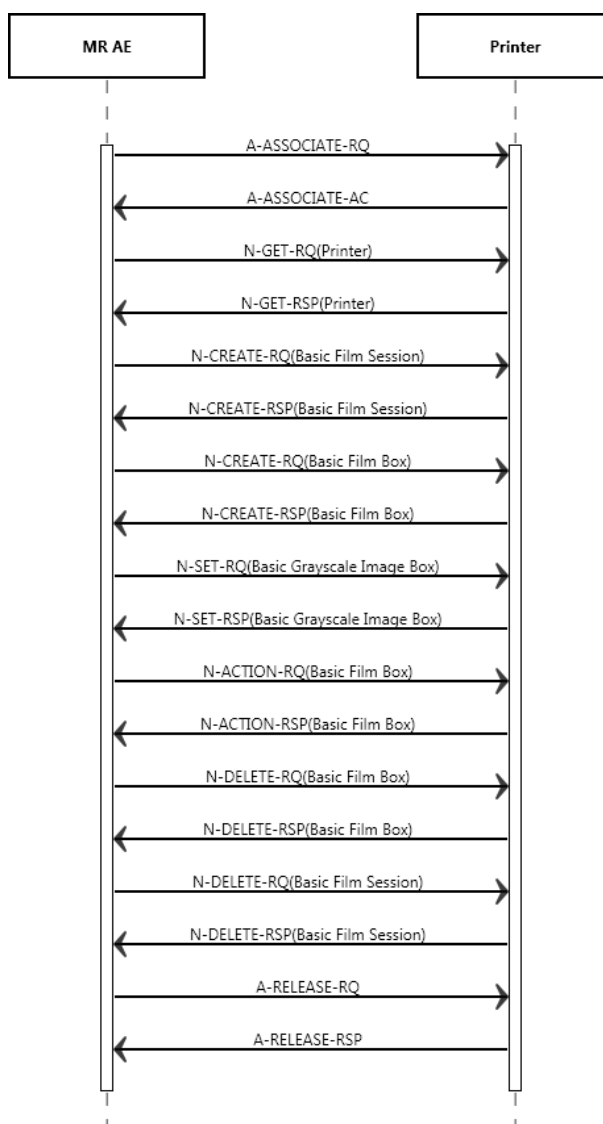 MR AE
Printer
A-ASSOCIATE-RQ
A-ASSOCIATE-AC
N-GET-RQ(Printer)
N-GET-RSP(Printer)
N-CREATE-RQ(Basic Film Session)
N-CREATE-RSP(Basic Film Session)
N-CREATE-RQ(Basic Film Box)
N-CREATE-RSP(Basic Film Box)
N-SET-RQ(Basic Grayscale Image Box)
N-SET-RSP(Basic Grayscale Image Box)
N-ACTION-RQ(Basic Film Box)
N-ACTION-RSP(Basic Film Box)
N-DELETE-RQ(Basic Film Box)
N-DELETE-RSP(Basic Film Box)
N-DELETE-RQ(Basic Film Session)
N-DELETE-RSP(Basic Film Session)
A-RELEASE-RQ
A-RELEASE-RSP